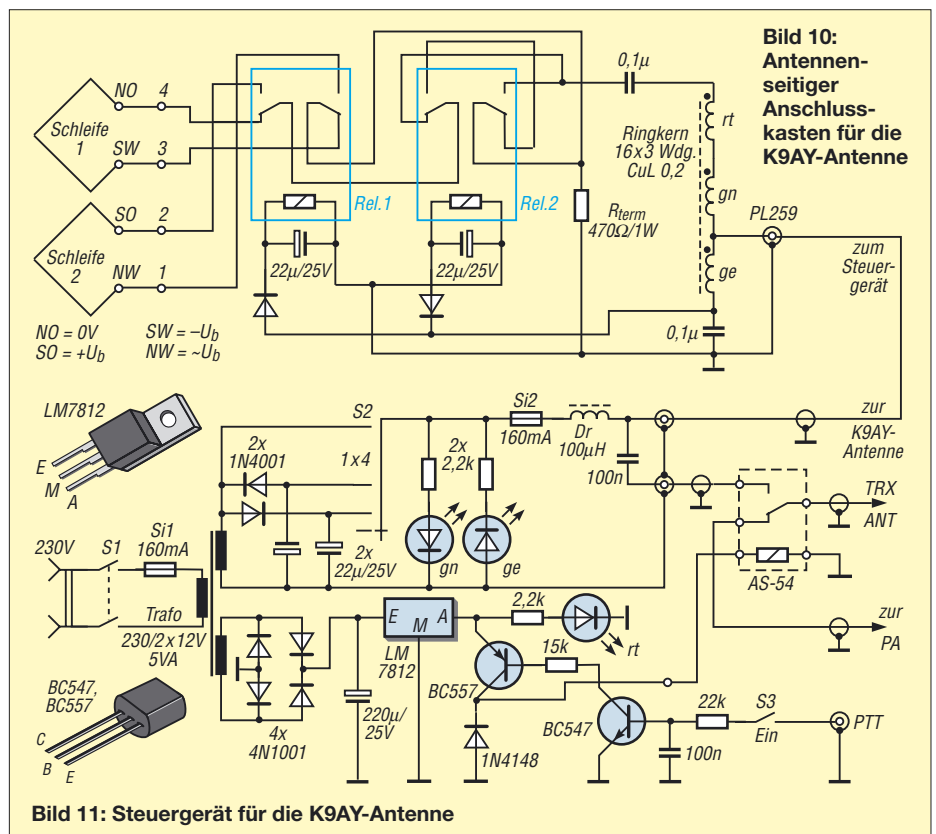 Bild 10:
Antennen-
seitiger
Anschluss-
kasten für die
K9AY-Antenne
NO 4
Schleife
1
SW 3
SO 2
Schleife
2
NW 1
NO = 0V
SO = +Ub
SW = –Ub
NW = ~Ub
Rel.1
22µ/25V
Rel.2
22µ/25V
0,1µ
Ringkern
16x3 Wdg.
CuL 0,2
Rterm
470Ω/1W
rt
gn
ge
0,1µ
PL259
zum
Steuer-
gerät
LM7812
E
M
A
S2
1x4
2x
1N4001
2x
22µ/25V
gn
2x
2,2k
ge
Si2
160mA
Dr
100µH
100n
zur
K9AY-
Antenne
TRX
ANT
AS-54
zur
PA
230V
S1
Si1
160mA
Trafo
230/2x12V
5VA
4x
4N1001
220µ/
25V
E M A
LM
7812
2,2k
rt
BC557
15k
1N4148
BC547
22k
100n
S3
Ein
PTT
BC547,
BC557
C
B
E
Bild 11: Steuergerät für die K9AY-Antenne